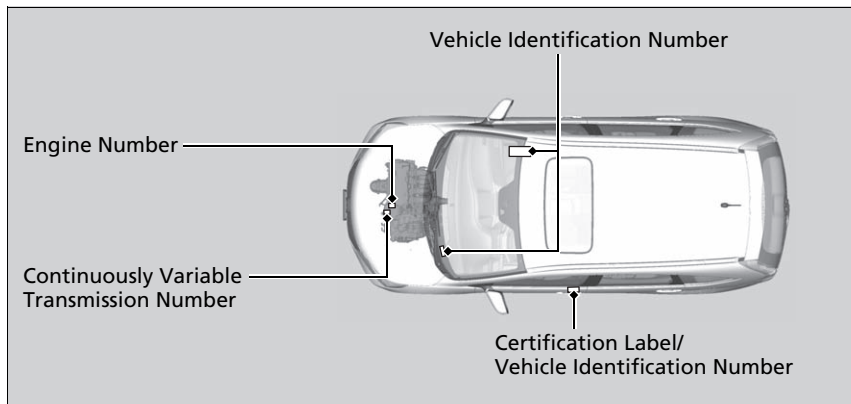 Vehicle Identification Number
Engine Number
Continuously Variable
Transmission Number
Certification Label/
Vehicle Identification Number